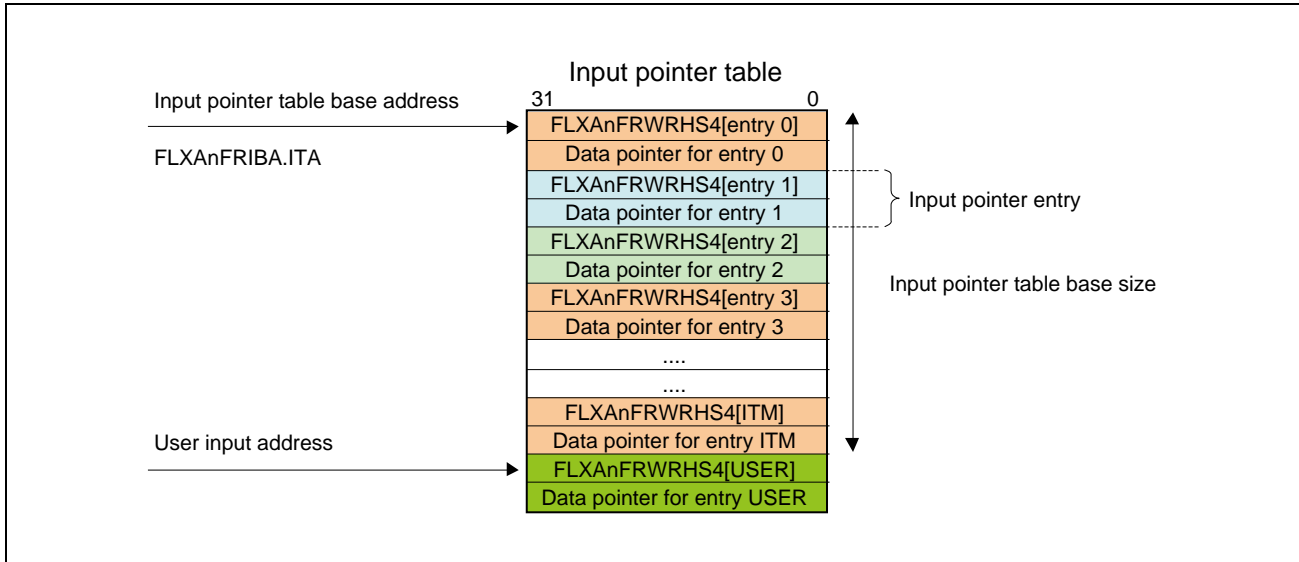 Input pointer table
Input pointer table base address
31 0
FLXAnFRWRHS4[entry 0]
FLXAnFRIBA.ITA
Data pointer for entry 0
FLXAnFRWRHS4[entry 1]
Data pointer for entry 1
Input pointer entry
FLXAnFRWRHS4[entry 2]
Data pointer for entry 2
Input pointer table base size
FLXAnFRWRHS4[entry 3]
Data pointer for entry 3
....
....
FLXAnFRWRHS4[ITM]
User input address
Data pointer for entry ITM
FLXAnFRWRHS4[USER]
Data pointer for entry USER